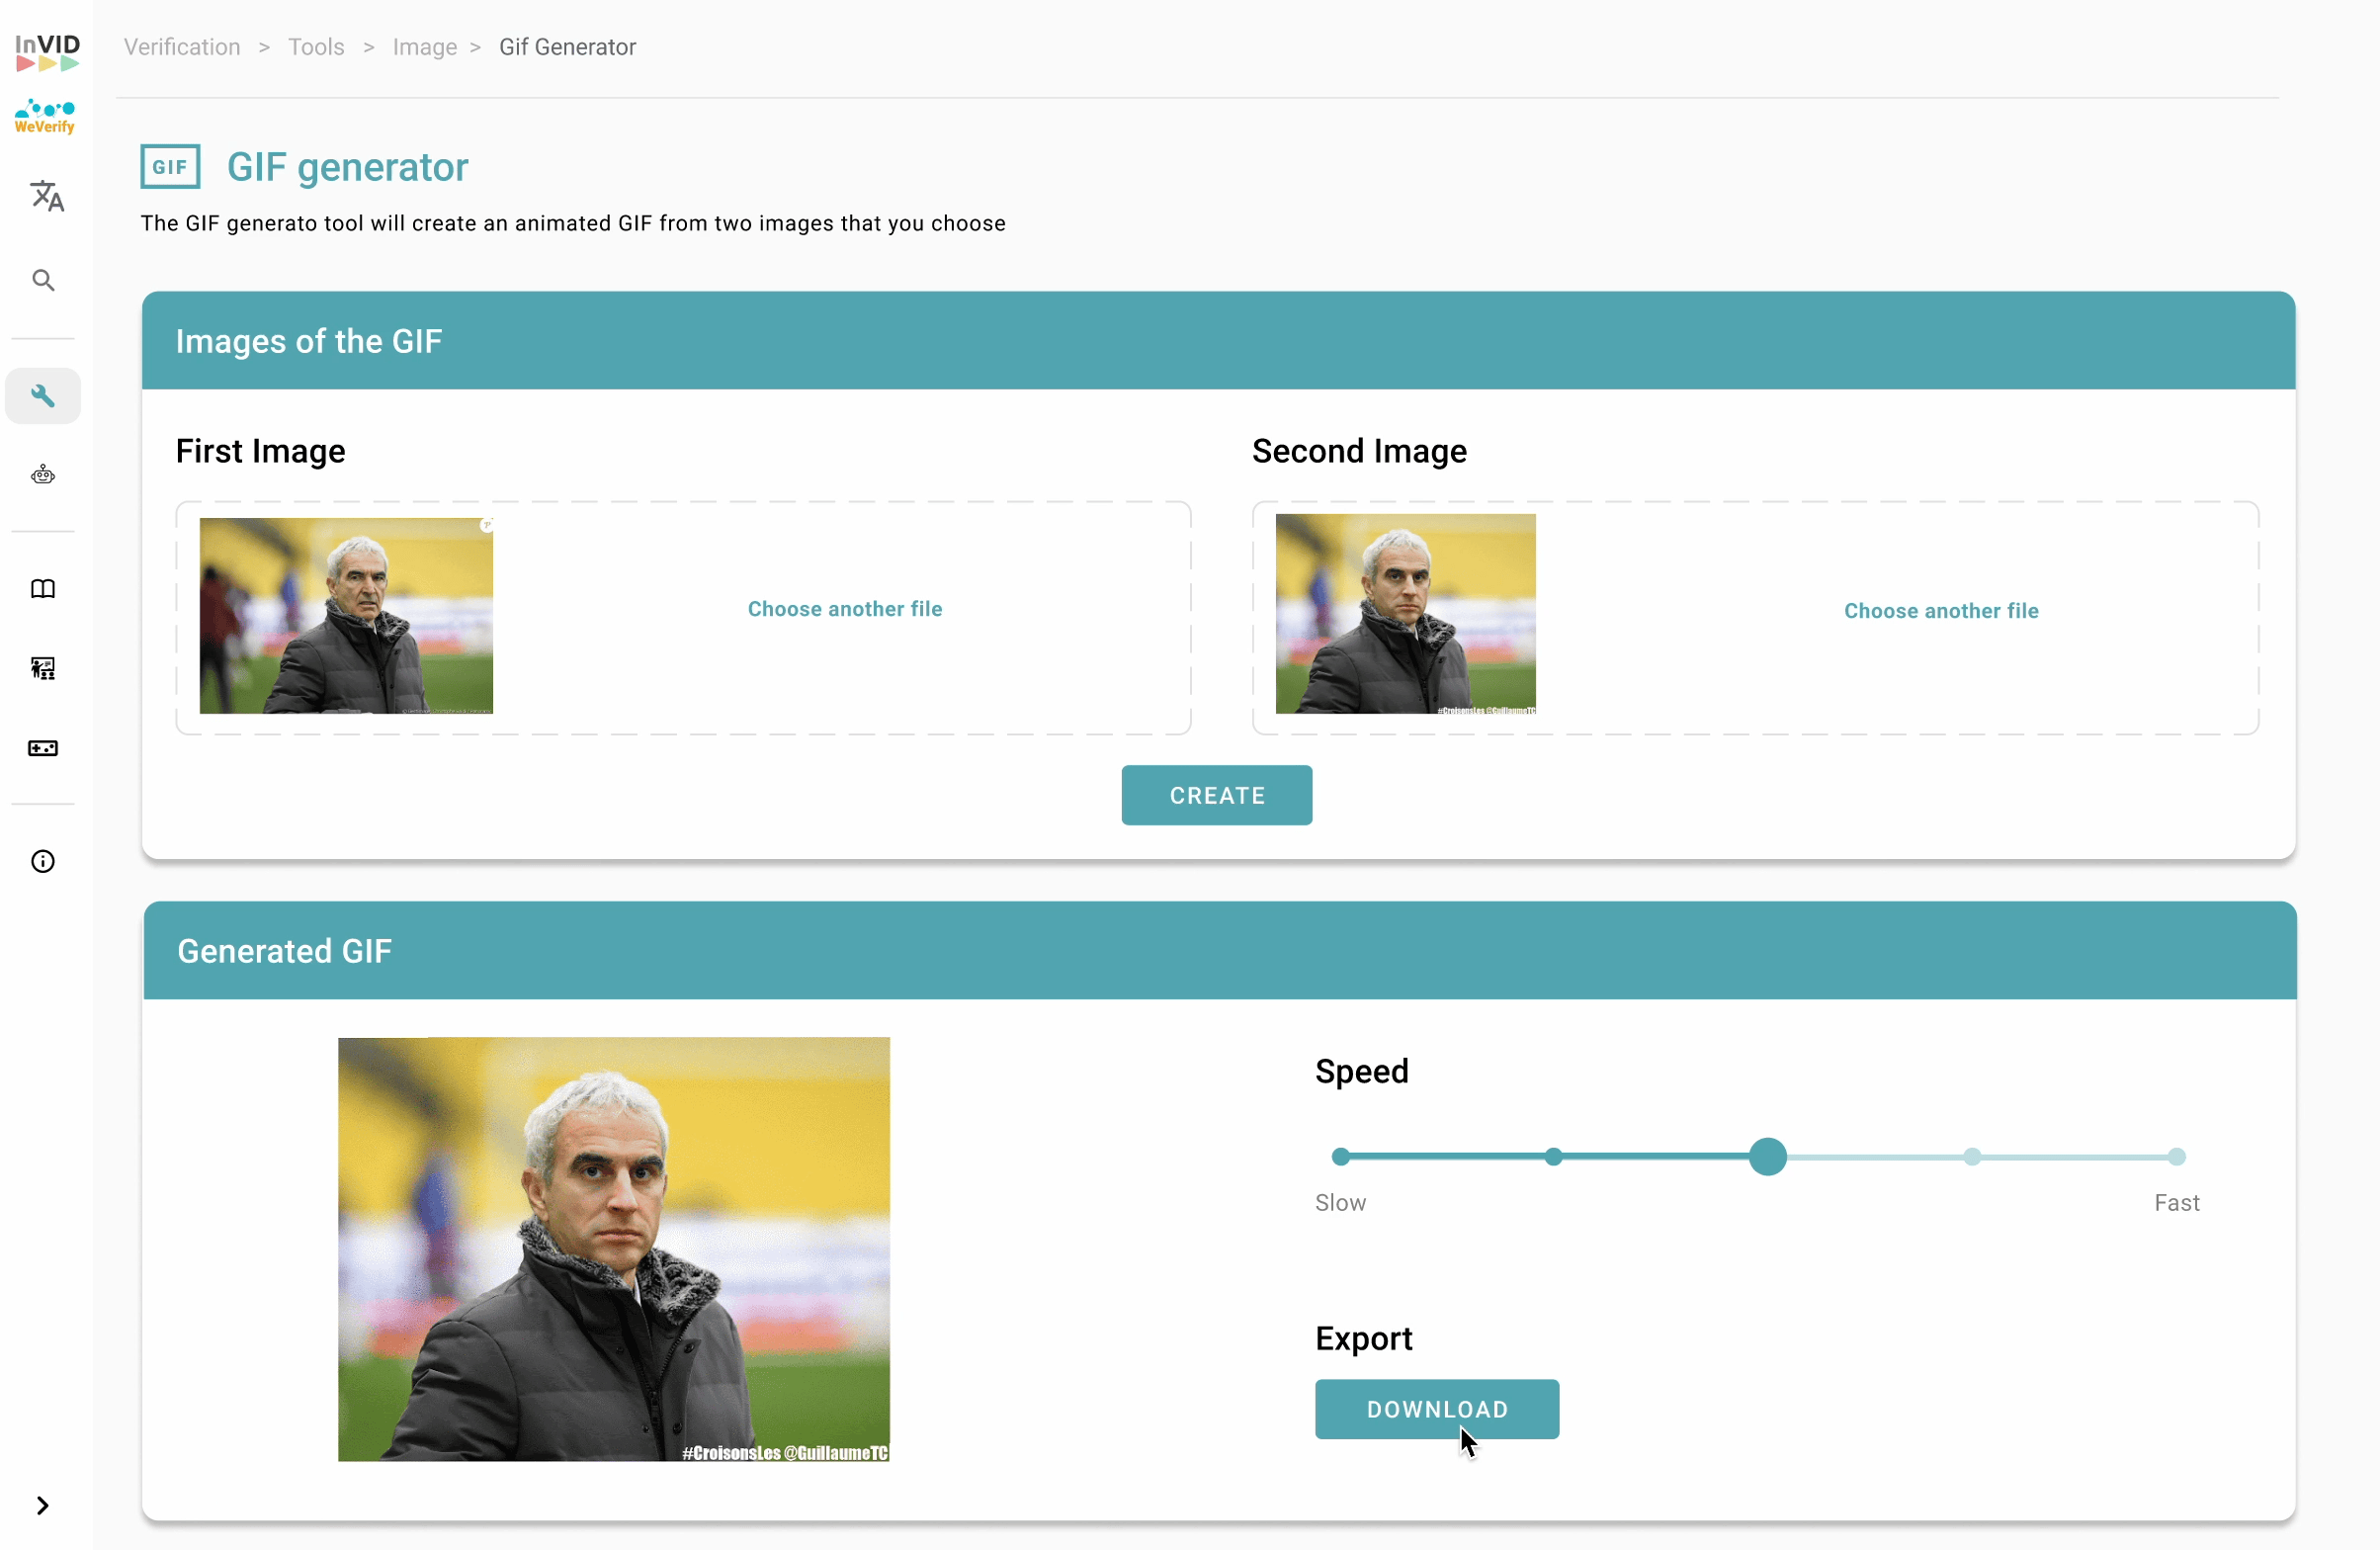 InVID
WeVerify
Verification > Tools > Image > Gif Generator
GIF GIF generator
The GIF generato tool will create an animated GIF from two images that you choose
Images of the GIF
First Image
Second Image
Choose another file
#CroisonsLes @GuillaumeTC
Choose another file
CREATE
Generated GIF
#CroisonsLes @GuillaumeTC
Speed
Slow
Fast
Export
DOWNLOAD